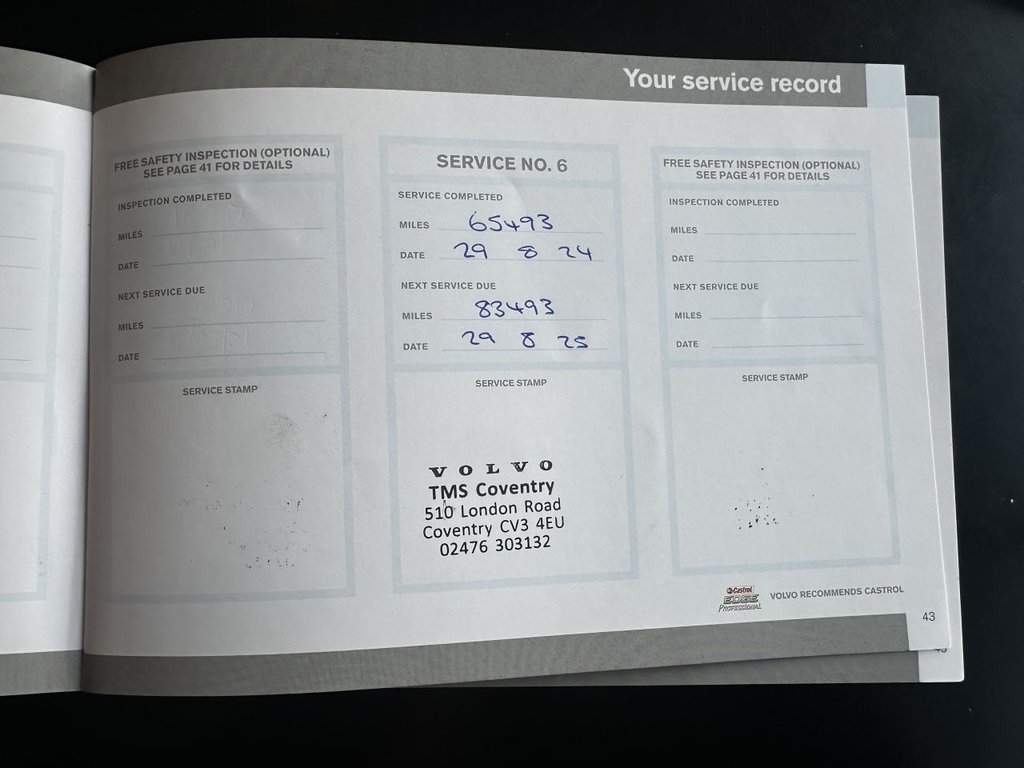 Your service record
FREE SAFETY INSPECTION (OPTIONAL)
SEE PAGE 41 FOR DETAILS
INSPECTION COMPLETED
MILES
DATE
NEXT SERVICE DUE
MILES
DATE
SERVICE STAMP
SERVICE NO. 6
SERVICE COMPLETED
MILES 65493
DATE 29 8 24
NEXT SERVICE DUE
MILES 83493
DATE 29 8 25
SERVICE STAMP
VOLVO
TMS Coventry
510 London Road
Coventry CV3 4EU
02476 303132
FREE SAFETY INSPECTION (OPTIONAL)
SEE PAGE 41 FOR DETAILS
INSPECTION COMPLETED
MILES
DATE
NEXT SERVICE DUE
MILES
DATE
SERVICE STAMP
Castrol
EDGE
PROFESSIONAL
VOLVO RECOMMENDS CASTROL
43